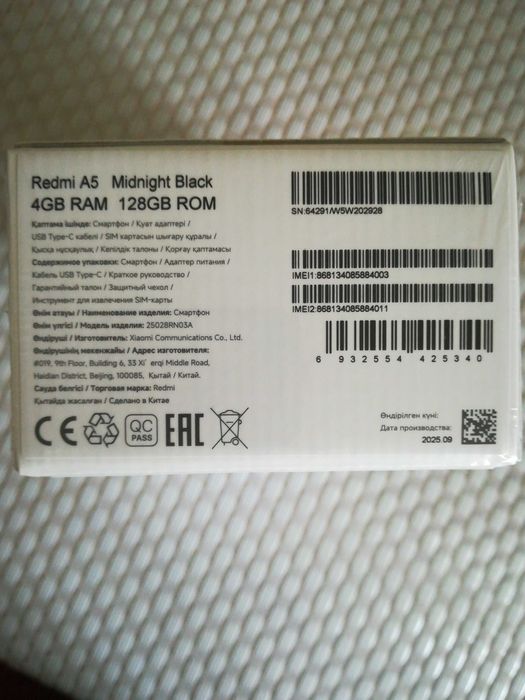 Redmi A5 Midnight Black
4GB RAM 128GB ROM
Қаптама ішінде: Смартфон / Қуат адаптері /
USB Type-C кабелі / SIM картасын шығару құралы /
Қысқа нұсқаулық / Кепілдік талоны / Қорғау қаптамасы
Содержимое упаковки: Смартфон / Адаптер питания /
Кабель USB Type-C / Краткое руководство /
Гарантийный талон / Защитный чехол /
Инструмент для извлечения SIM-карты
Өнім атауы / Наименование изделия: Смартфон
Өнім үлгісі / Модель изделия: 25028RN03A
Өндіруші / Изготовитель: Xiaomi Communications Co., Ltd.
Өндірушінің мекенжайы / Адрес изготовителя:
#019, 9th Floor, Building 6, 33 Xi'erqi Middle Road,
Haidian District, Beijing, 100085, Қытай / Китай.
Сауда белгісі / Торговая марка: Redmi
Қытайда жасалған / Сделано в Китае
CE
QC
PASS
EAC
SN:64291/W5W202928
IMEI1:868134085884003
IMEI2:868134085884011
6 932554 425340
Өндірілген күні:
Дата производства:
2025.09